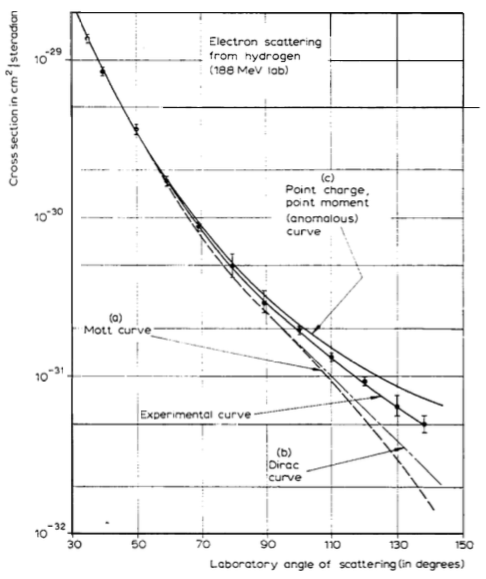 Electron scattering
from hydrogen
(188 MeV lab)
Cross section in cm²/steradian
10⁻²⁹
10⁻³⁰
10⁻³¹
10⁻³²
(c)
Point charge,
point moment
(anomalous)
curve
(a)
Mott curve
Experimental curve
(b)
Dirac
curve
30 50 70 90 110 130 150
Laboratory angle of scattering (in degrees)